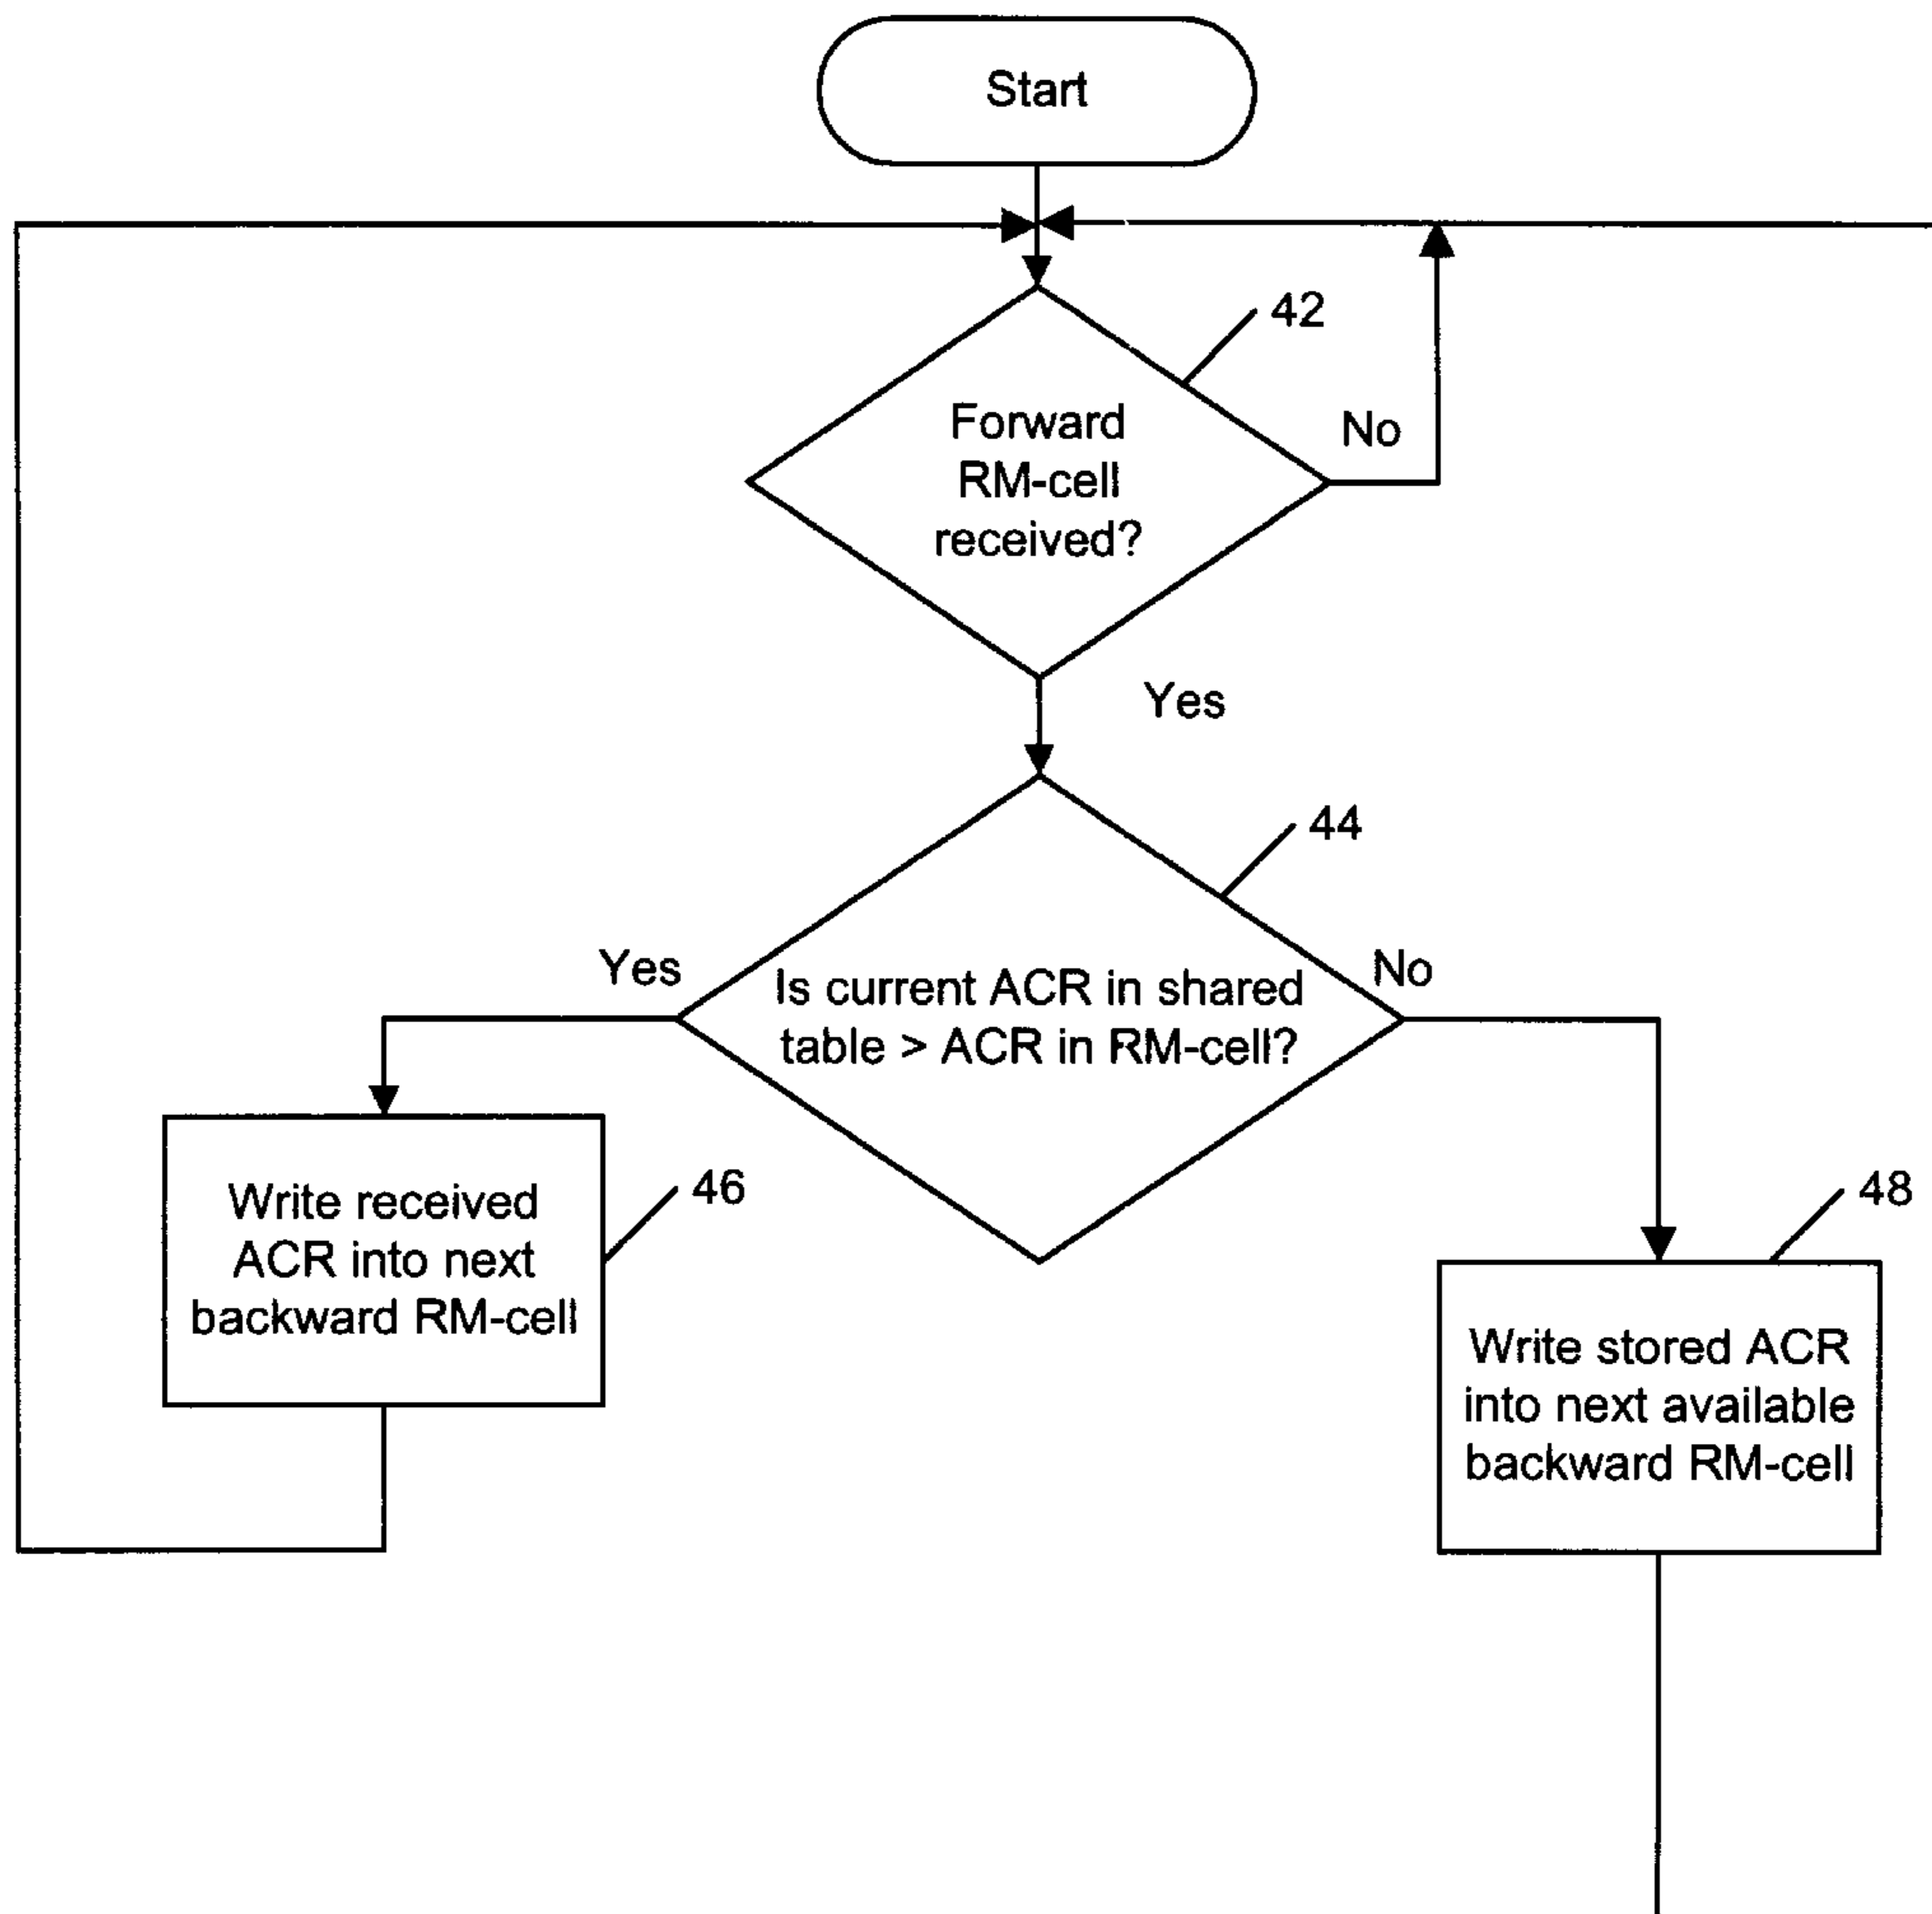 Start
42
Forward
RM-cell
received?
No
Yes
44
Yes
No
Is current ACR in shared
table > ACR in RM-cell?
46
Write received
ACR into next
backward RM-cell
48
Write stored ACR
into next available
backward RM-cell